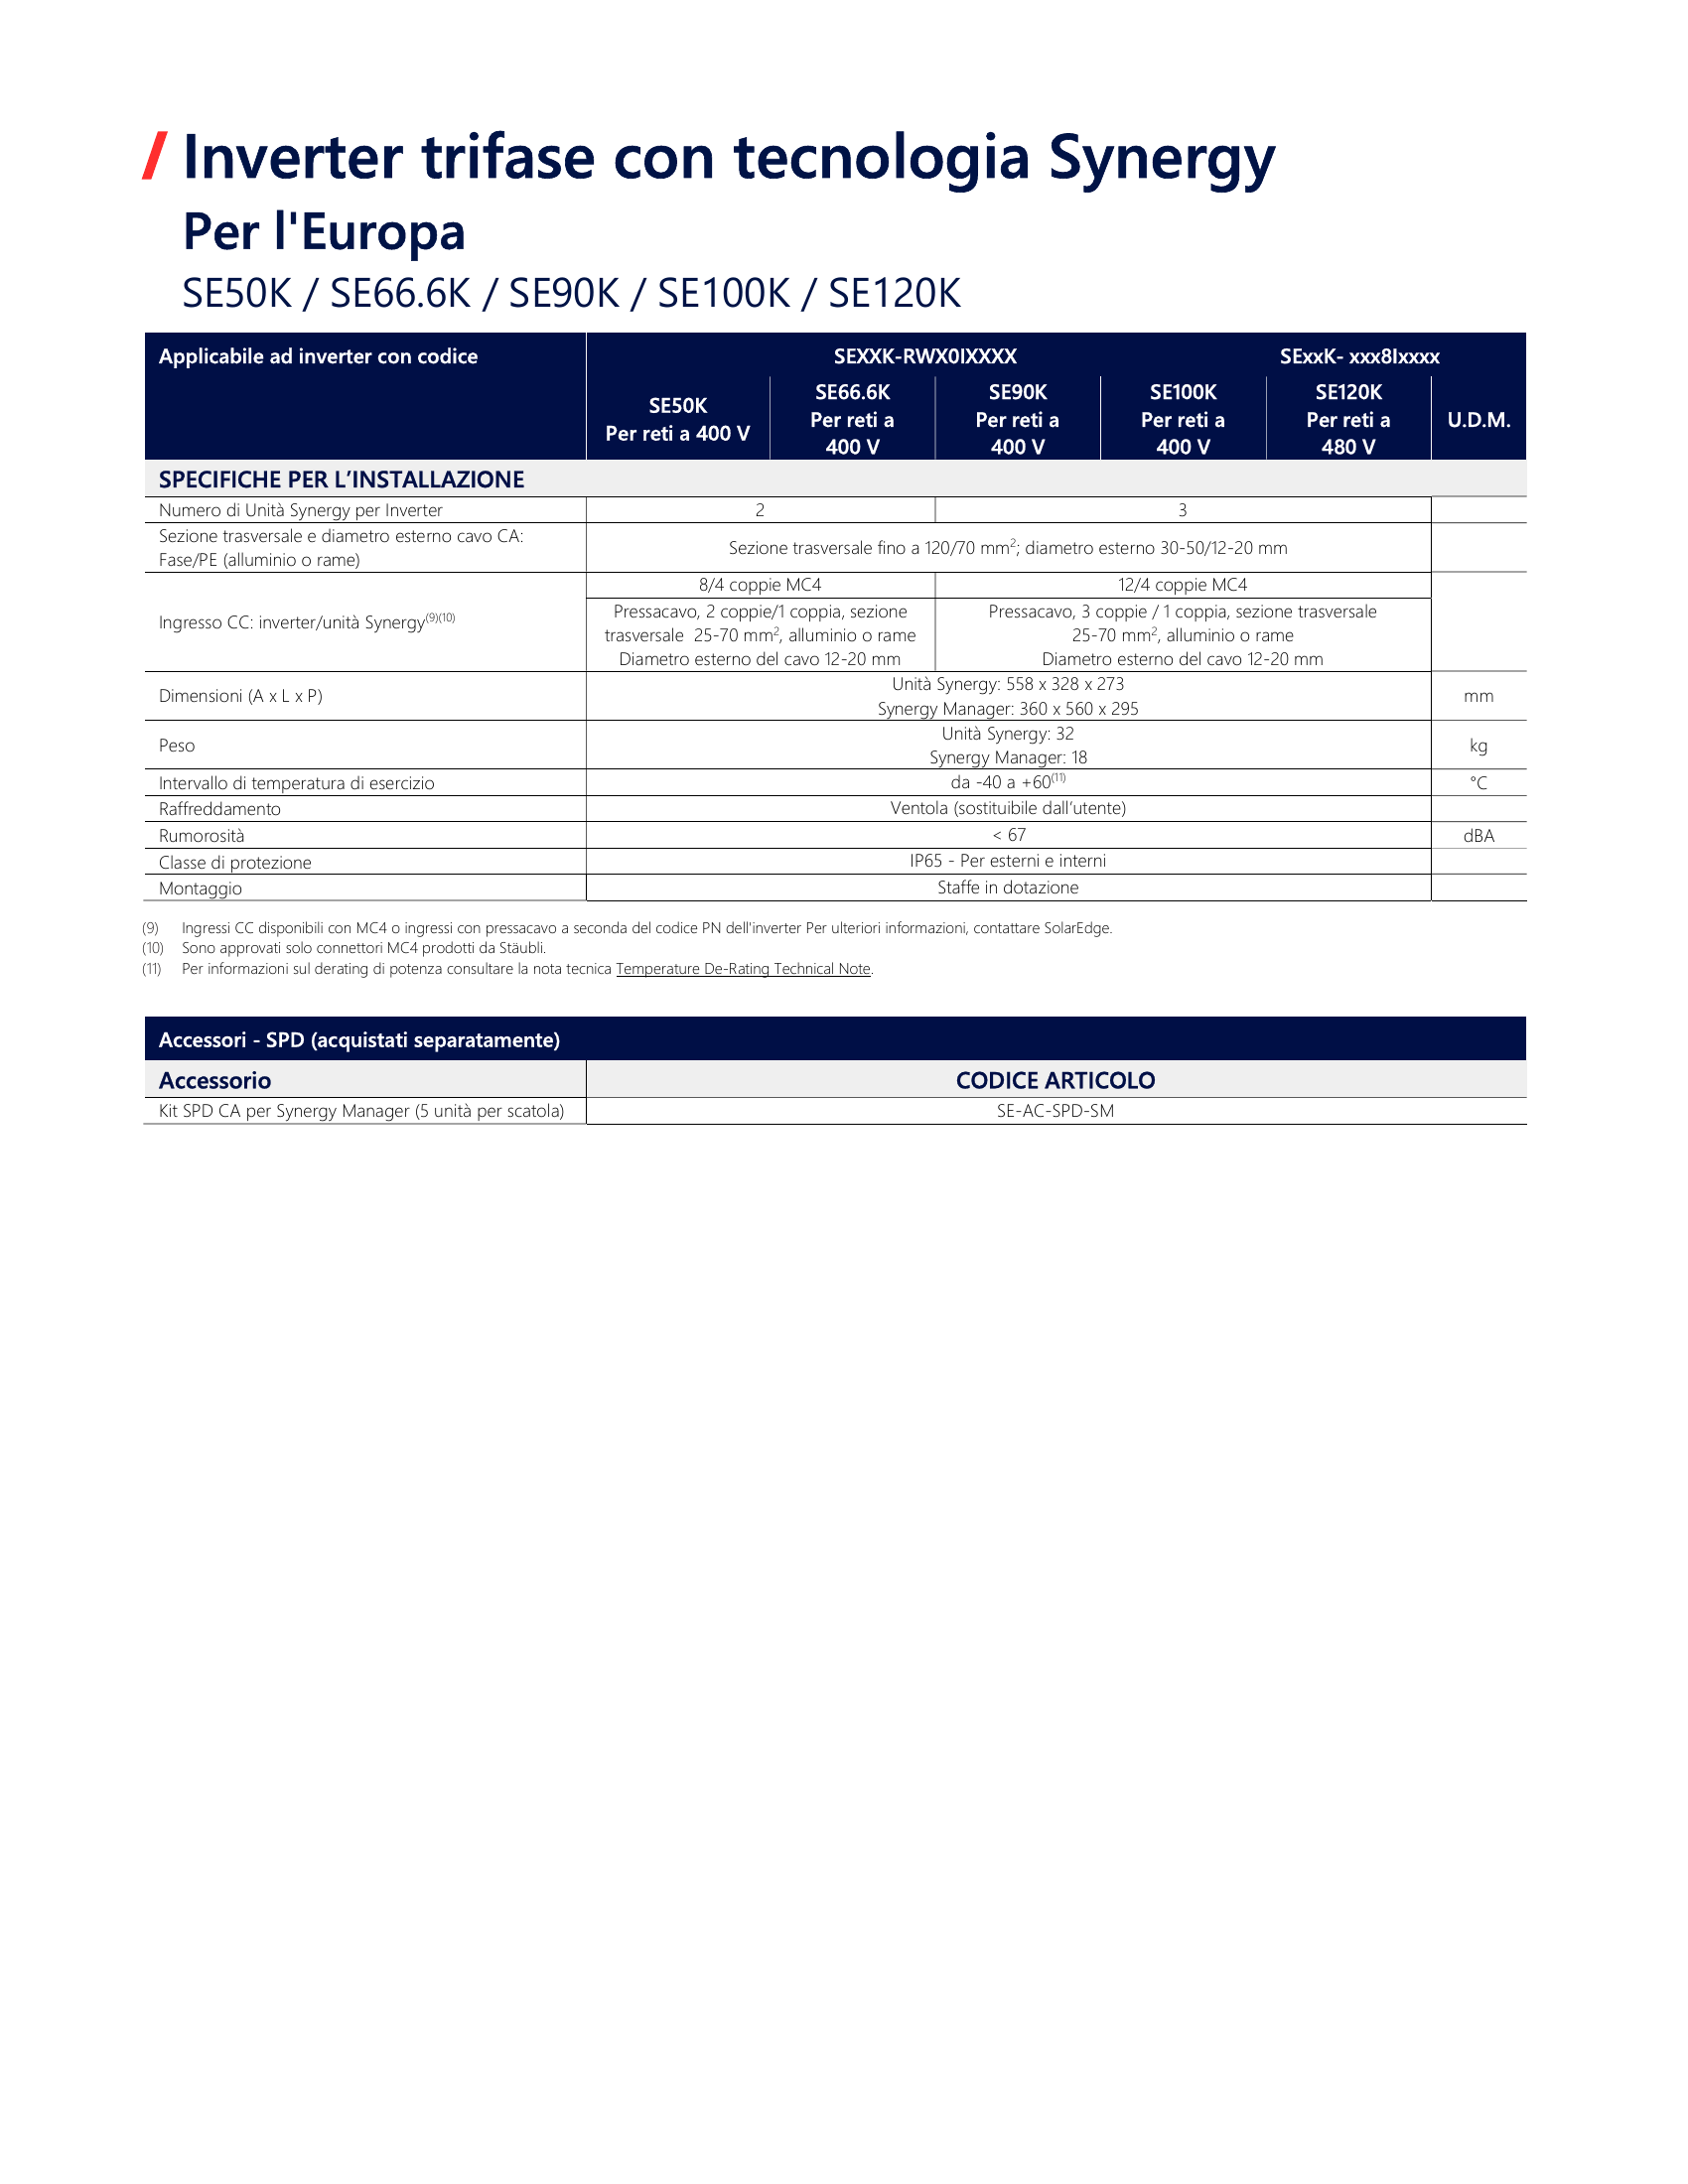 / Inverter trifase con tecnologia Synergy
Per l'Europa
SE50K / SE66.6K / SE90K / SE100K / SE120K
Applicabile ad inverter con codice
SEXXK-RWX0IXXXX
SExxK- xxx8Ixxxx
SE50K
Per reti a 400 V
SE66.6K
Per reti a
400 V
SE90K
Per reti a
400 V
SE100K
Per reti a
400 V
SE120K
Per reti a
480 V
U.D.M.
SPECIFICHE PER L’INSTALLAZIONE
Numero di Unità Synergy per Inverter
2
3
Sezione trasversale e diametro esterno cavo CA:
Fase/PE (alluminio o rame)
Sezione trasversale fino a 120/70 mm²; diametro esterno 30-50/12-20 mm
Ingresso CC: inverter/unità Synergy(9)(10)
8/4 coppie MC4
12/4 coppie MC4
Pressacavo, 2 coppie/1 coppia, sezione
trasversale 25-70 mm², alluminio o rame
Diametro esterno del cavo 12-20 mm
Pressacavo, 3 coppie / 1 coppia, sezione trasversale
25-70 mm², alluminio o rame
Diametro esterno del cavo 12-20 mm
Dimensioni (A x L x P)
Unità Synergy: 558 x 328 x 273
Synergy Manager: 360 x 560 x 295
mm
Peso
Unità Synergy: 32
Synergy Manager: 18
kg
Intervallo di temperatura di esercizio
da -40 a +60(11)
°C
Raffreddamento
Ventola (sostituibile dall’utente)
Rumorosità
< 67
dBA
Classe di protezione
IP65 - Per esterni e interni
Montaggio
Staffe in dotazione
(9) Ingressi CC disponibili con MC4 o ingressi con pressacavo a seconda del codice PN dell'inverter Per ulteriori informazioni, contattare SolarEdge.
(10) Sono approvati solo connettori MC4 prodotti da Stäubli.
(11) Per informazioni sul derating di potenza consultare la nota tecnica Temperature De-Rating Technical Note.
Accessori - SPD (acquistati separatamente)
Accessorio
CODICE ARTICOLO
Kit SPD CA per Synergy Manager (5 unità per scatola)
SE-AC-SPD-SM